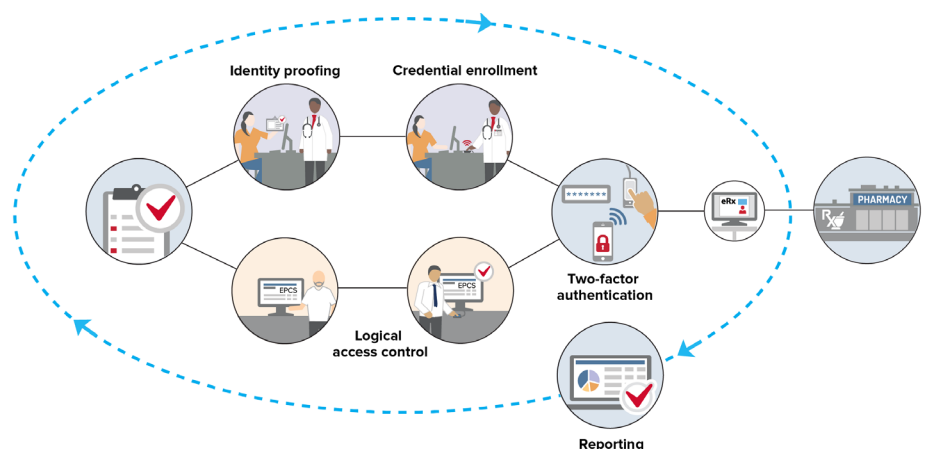 Identity proofing
Credential enrollment
*******
eRx
PHARMACY
Rx
EPCS
EPCS
Two-factor
authentication
Logical
access control
Reporting